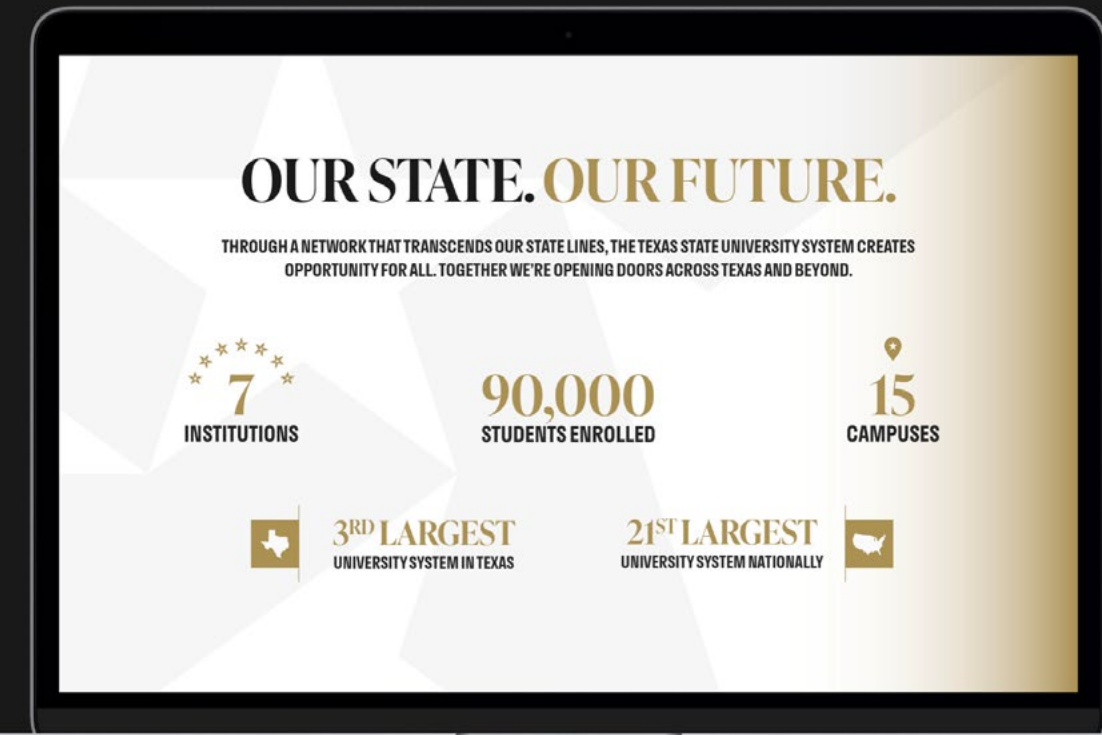 OUR STATE. OUR FUTURE.
THROUGH A NETWORK THAT TRANSCENDS OUR STATE LINES, THE TEXAS STATE UNIVERSITY SYSTEM CREATES
OPPORTUNITY FOR ALL. TOGETHER WE'RE OPENING DOORS ACROSS TEXAS AND BEYOND.
7
INSTITUTIONS
90,000
STUDENTS ENROLLED
15
CAMPUSES
3RD LARGEST
UNIVERSITY SYSTEM IN TEXAS
21ST LARGEST
UNIVERSITY SYSTEM NATIONALLY